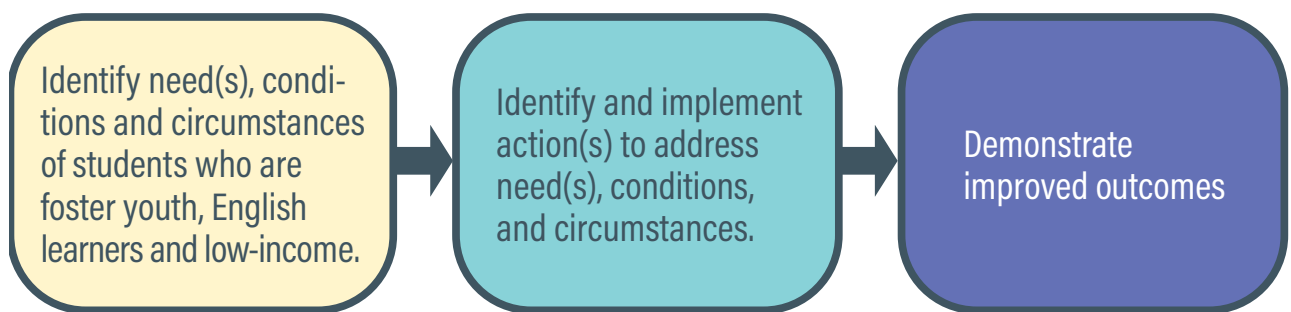 Identify need(s), condi-
tions and circumstances
of students who are
foster youth, English
learners and low-income.
Identify and implement
action(s) to address
need(s), conditions,
and circumstances.
Demonstrate
improved outcomes